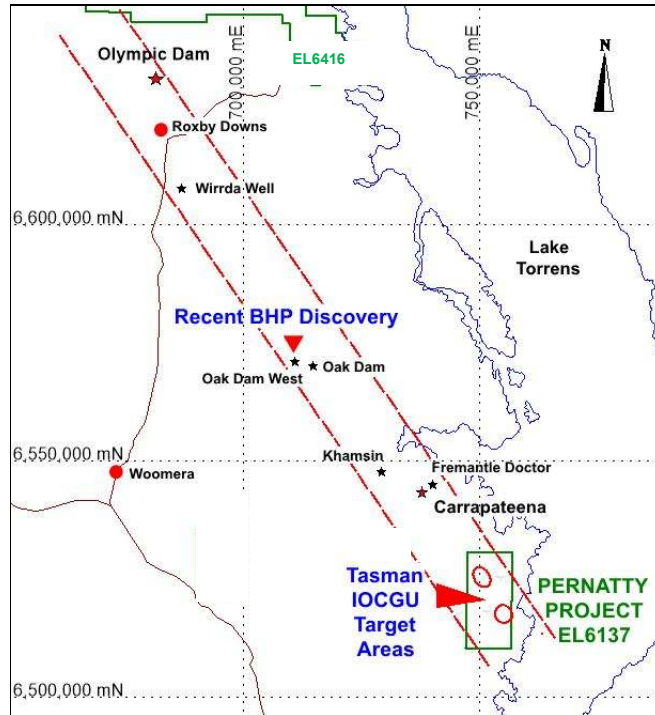 EL6416
Olympic Dam
700,000 mE
750,000 mE
N
Roxby Downs
Wirrda Well
6,600,000 mN
Lake
Torrens
Recent BHP Discovery
Oak Dam
Oak Dam West
6,550,000 mN
Khamsin
Fremantle Doctor
Woomera
Carrapateena
Tasman
IOCGU
Target
Areas
PERNATTY
PROJECT
EL6137
6,500,000 mN